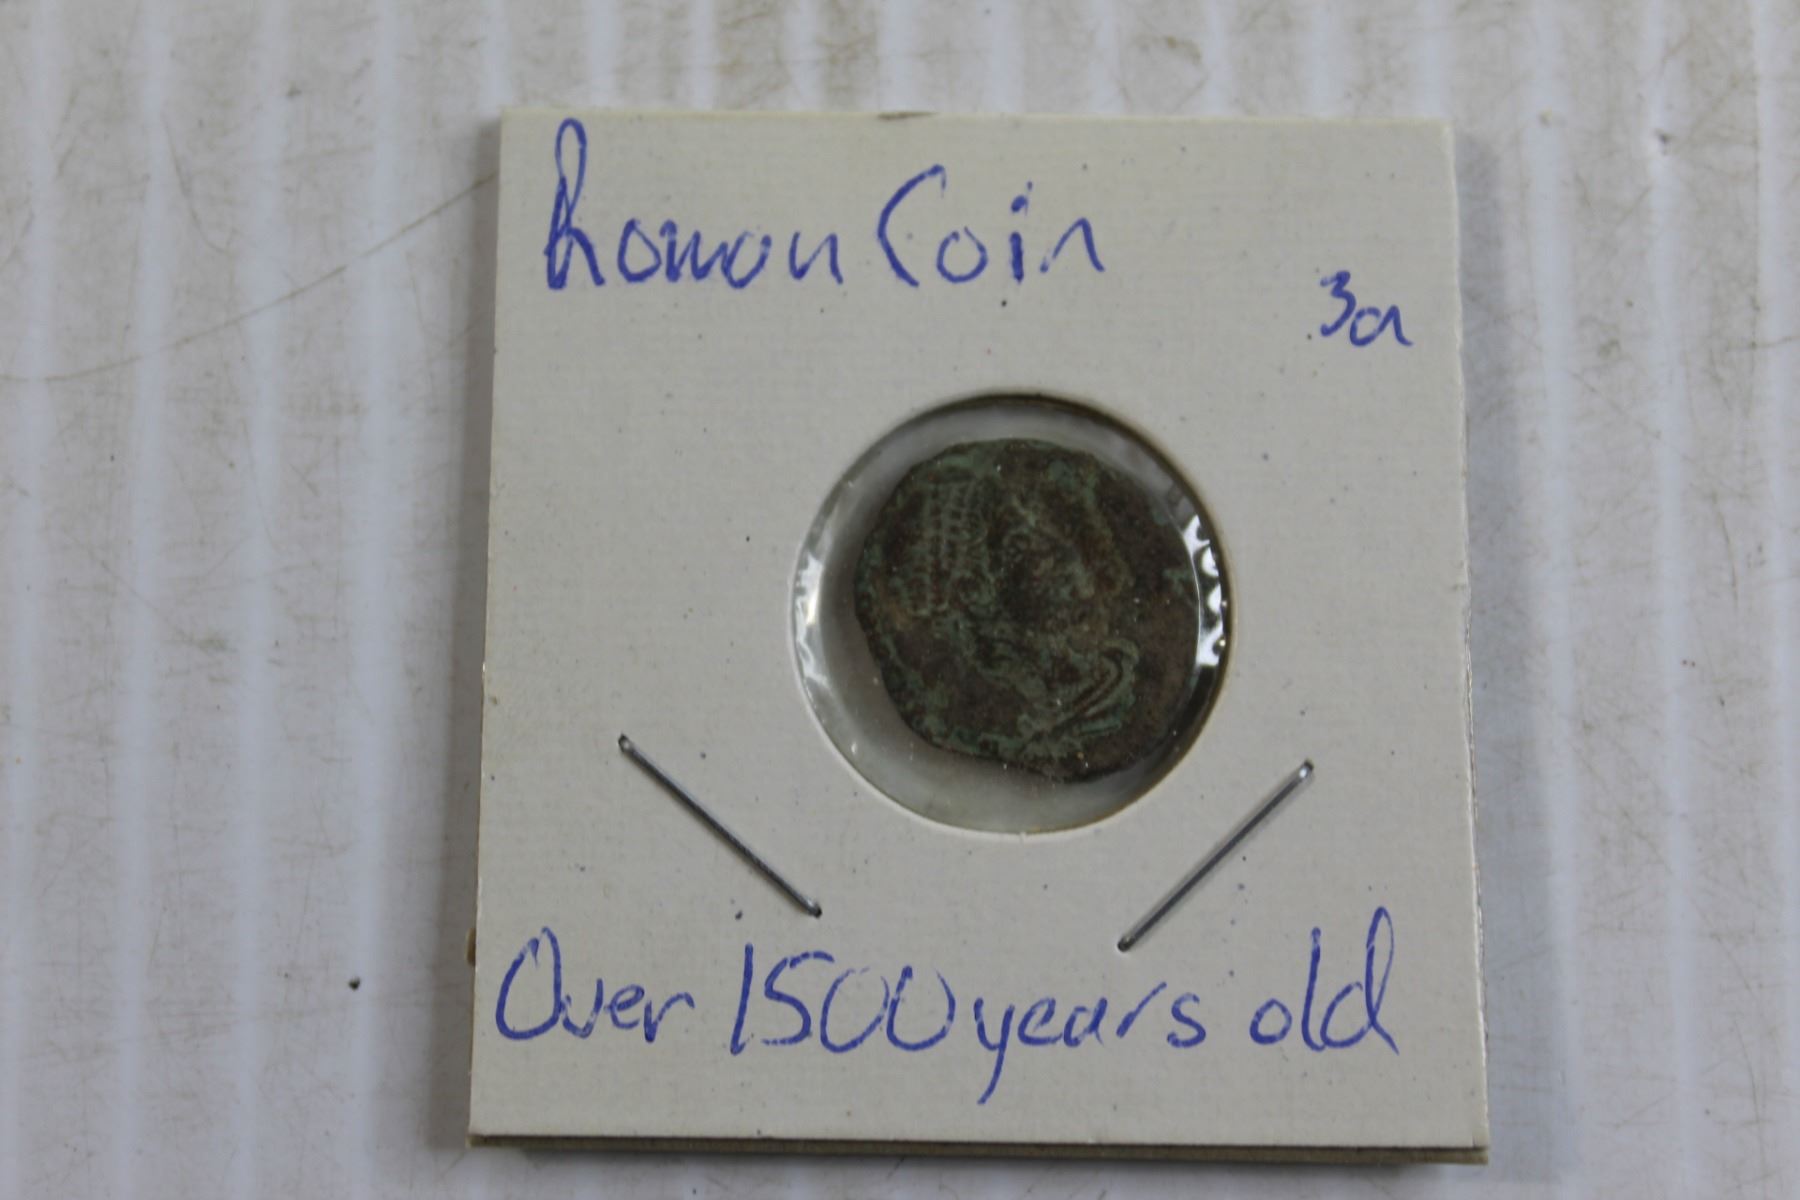 Roman Coin
3a
Over 1500 years old